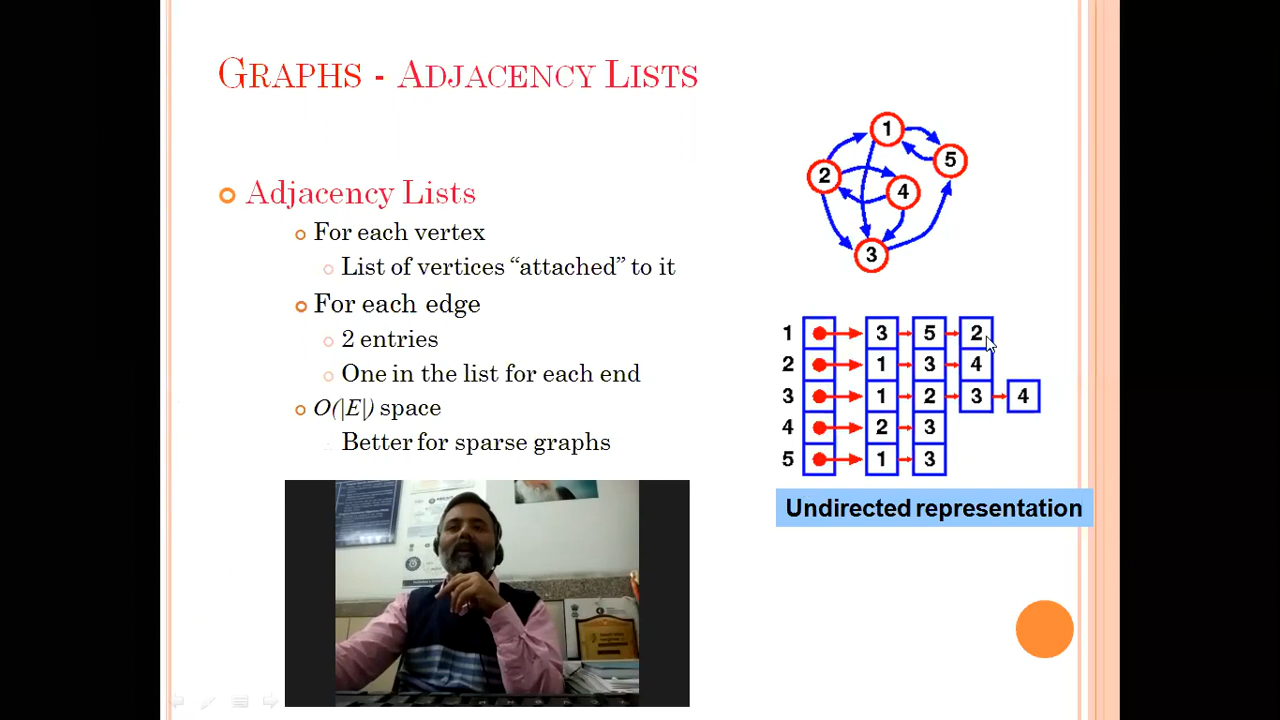 GRAPHS - ADJACENCY LISTS
Adjacency Lists
For each vertex
List of vertices “attached” to it
For each edge
2 entries
One in the list for each end
O(|E|) space
Better for sparse graphs
1
5
2
4
3
1 3 5 2
2 1 3 4
3 1 2 3 4
4 2 3
5 1 3
Undirected representation